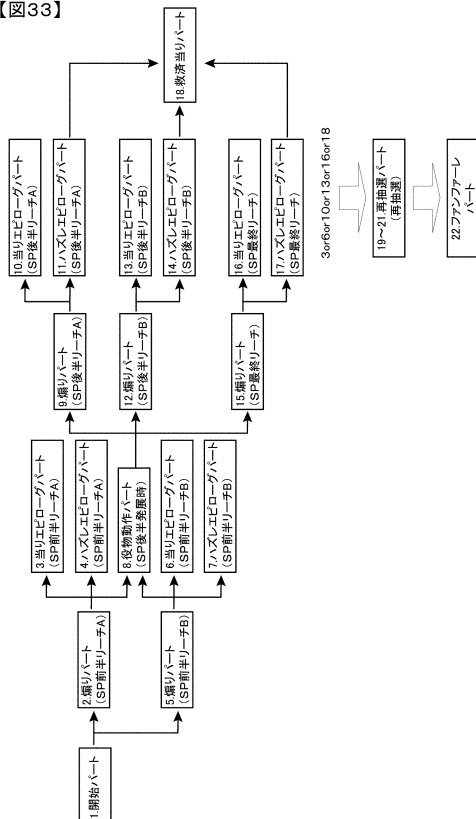 【図33】
1.開始パート
2.煽りパート
(SP前半リーチA)
5.煽りパート
(SP前半リーチB)
3.当りエピローグパート
(SP前半リーチA)
4.ハズレエピローグパート
(SP前半リーチA)
8.役物動作パート
(SP後半発展時)
6.当りエピローグパート
(SP前半リーチB)
7.ハズレエピローグパート
(SP前半リーチB)
9.煽りパート
(SP後半リーチA)
12.煽りパート
(SP後半リーチB)
15.煽りパート
(SP最終リーチ)
10.当りエピローグパート
(SP後半リーチA)
11.ハズレエピローグパート
(SP後半リーチA)
13.当りエピローグパート
(SP後半リーチB)
14.ハズレエピローグパート
(SP後半リーチB)
16.当りエピローグパート
(SP最終リーチ)
17.ハズレエピローグパート
(SP最終リーチ)
18.救済当りパート
3or6or10or13or16or18
19～21.再抽選パート
(再抽選)
22.ファンファーレ
パート